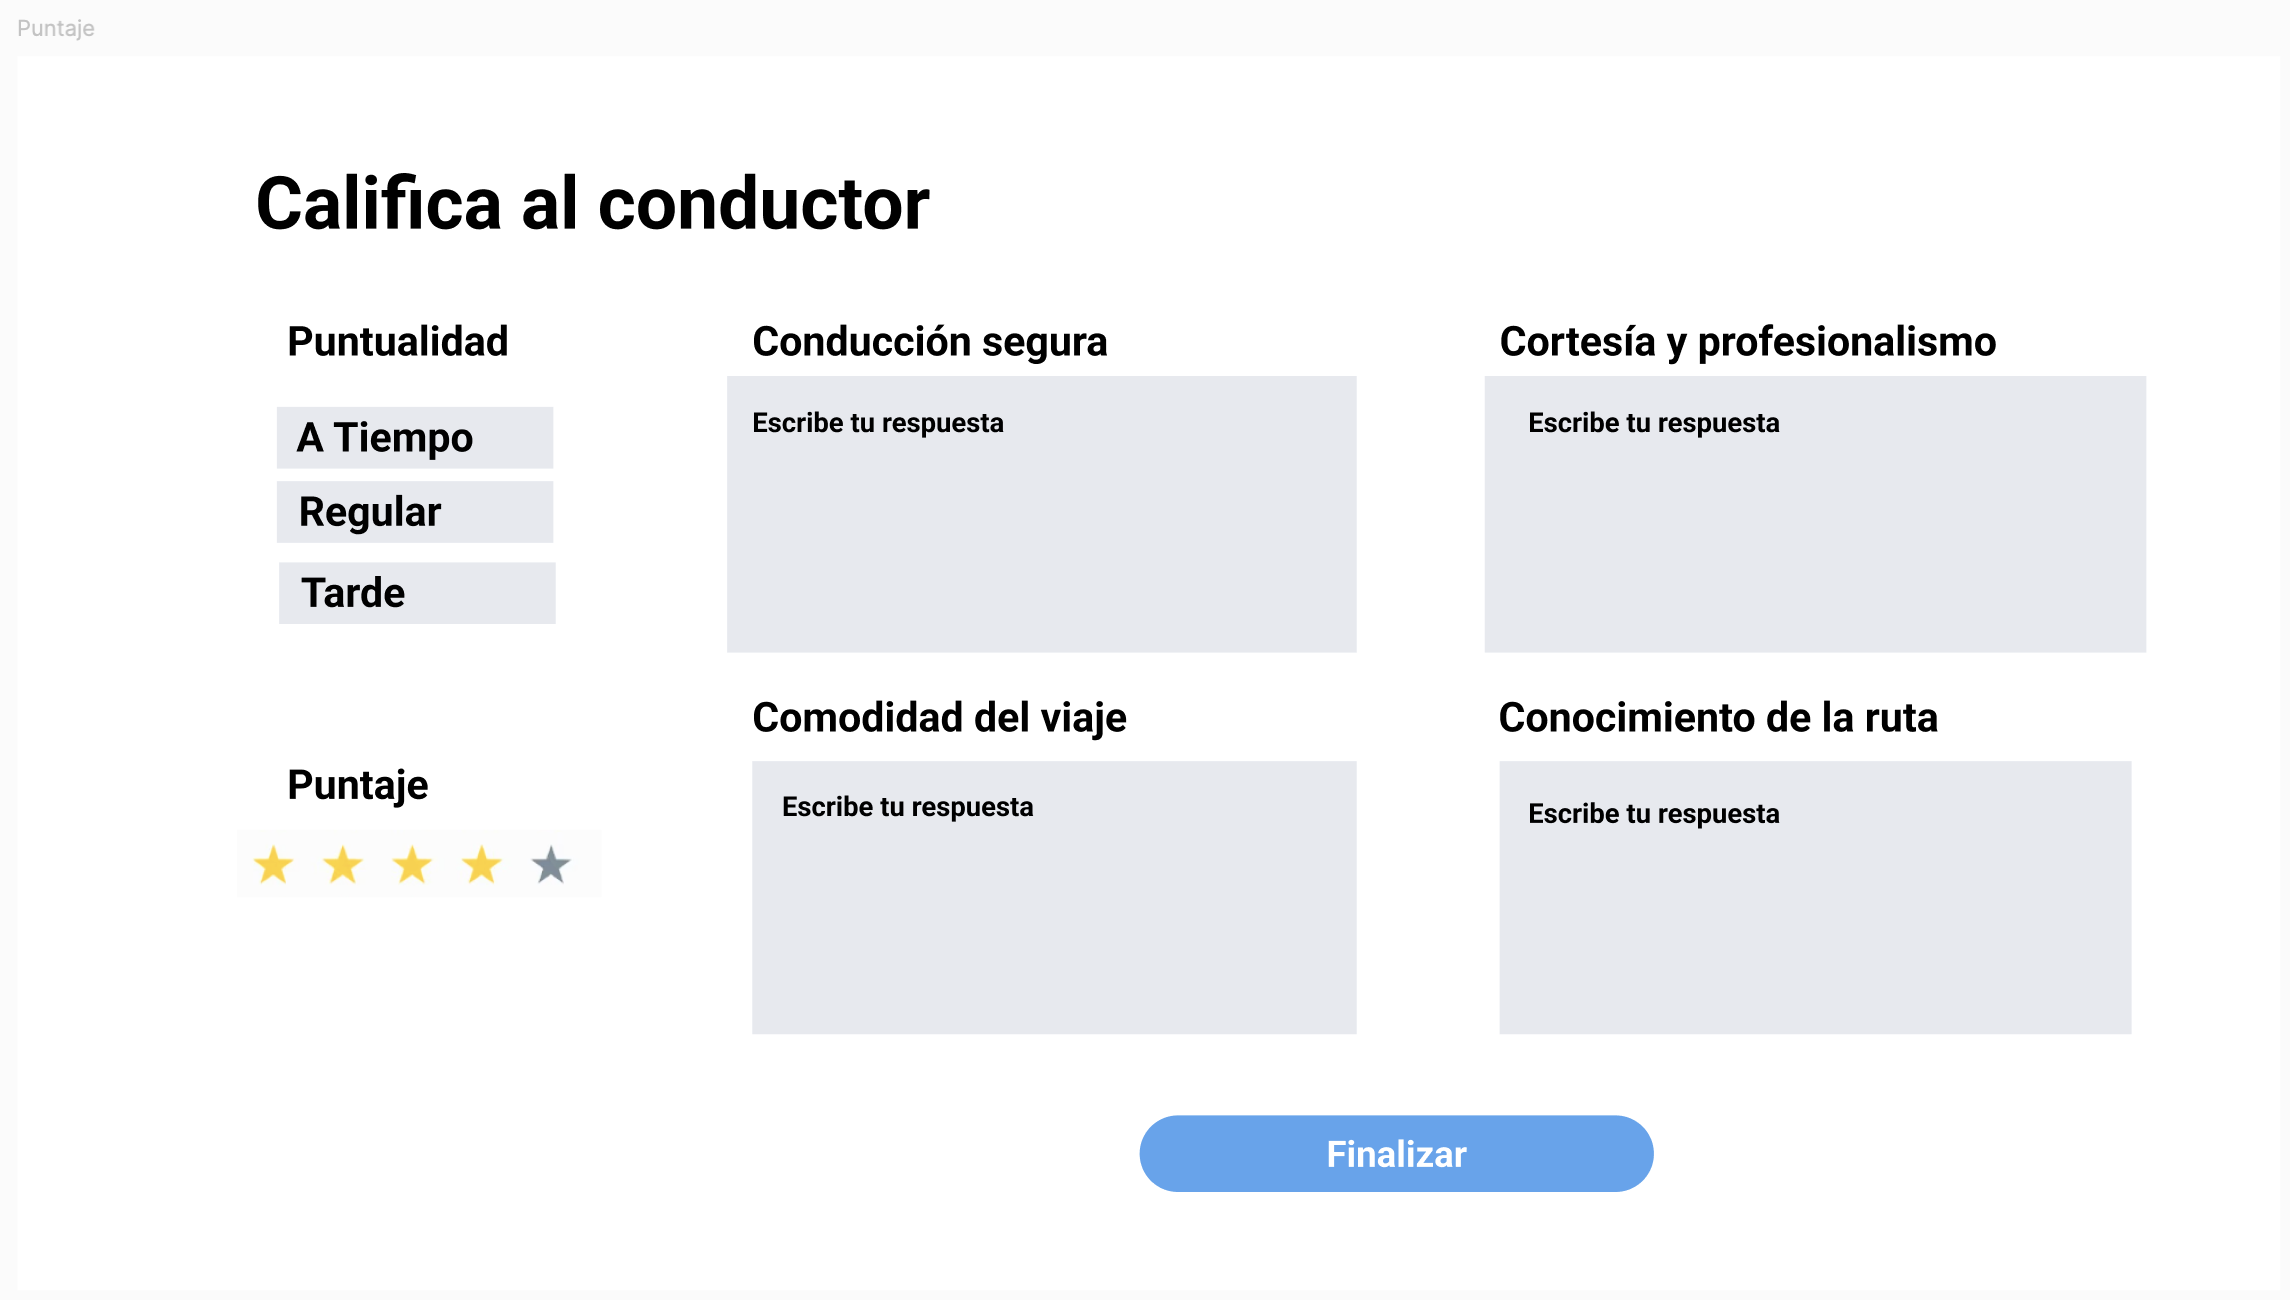 Puntaje
Califica al conductor
Puntualidad
A Tiempo
Regular
Tarde
Puntaje
Conducción segura
Escribe tu respuesta
Cortesía y profesionalismo
Escribe tu respuesta
Comodidad del viaje
Escribe tu respuesta
Conocimiento de la ruta
Escribe tu respuesta
Finalizar